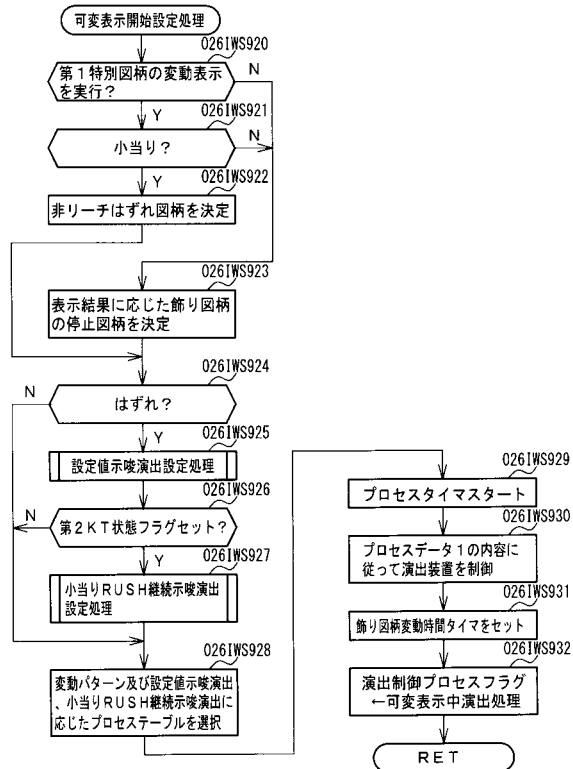 可変表示開始設定処理
026IWS920
第１特別図柄の変動表示
を実行？
N
Y
026IWS921
小当り？
N
Y
026IWS922
非リーチはずれ図柄を決定
026IWS923
表示結果に応じた飾り図柄
の停止図柄を決定
026IWS924
はずれ？
N
Y
026IWS925
設定値示唆演出設定処理
026IWS926
第２ＫＴ状態フラグセット？
N
Y
026IWS927
小当りＲＵＳＨ継続示唆演出
設定処理
026IWS928
変動パターン及び設定値示唆演出
、小当りＲＵＳＨ継続示唆演出に
応じたプロセステーブルを選択
026IWS929
プロセスタイマスタート
026IWS930
プロセスデータ１の内容に
従って演出装置を制御
026IWS931
飾り図柄変動時間タイマをセット
026IWS932
演出制御プロセスフラグ
←可変表示中演出処理
ＲＥＴ